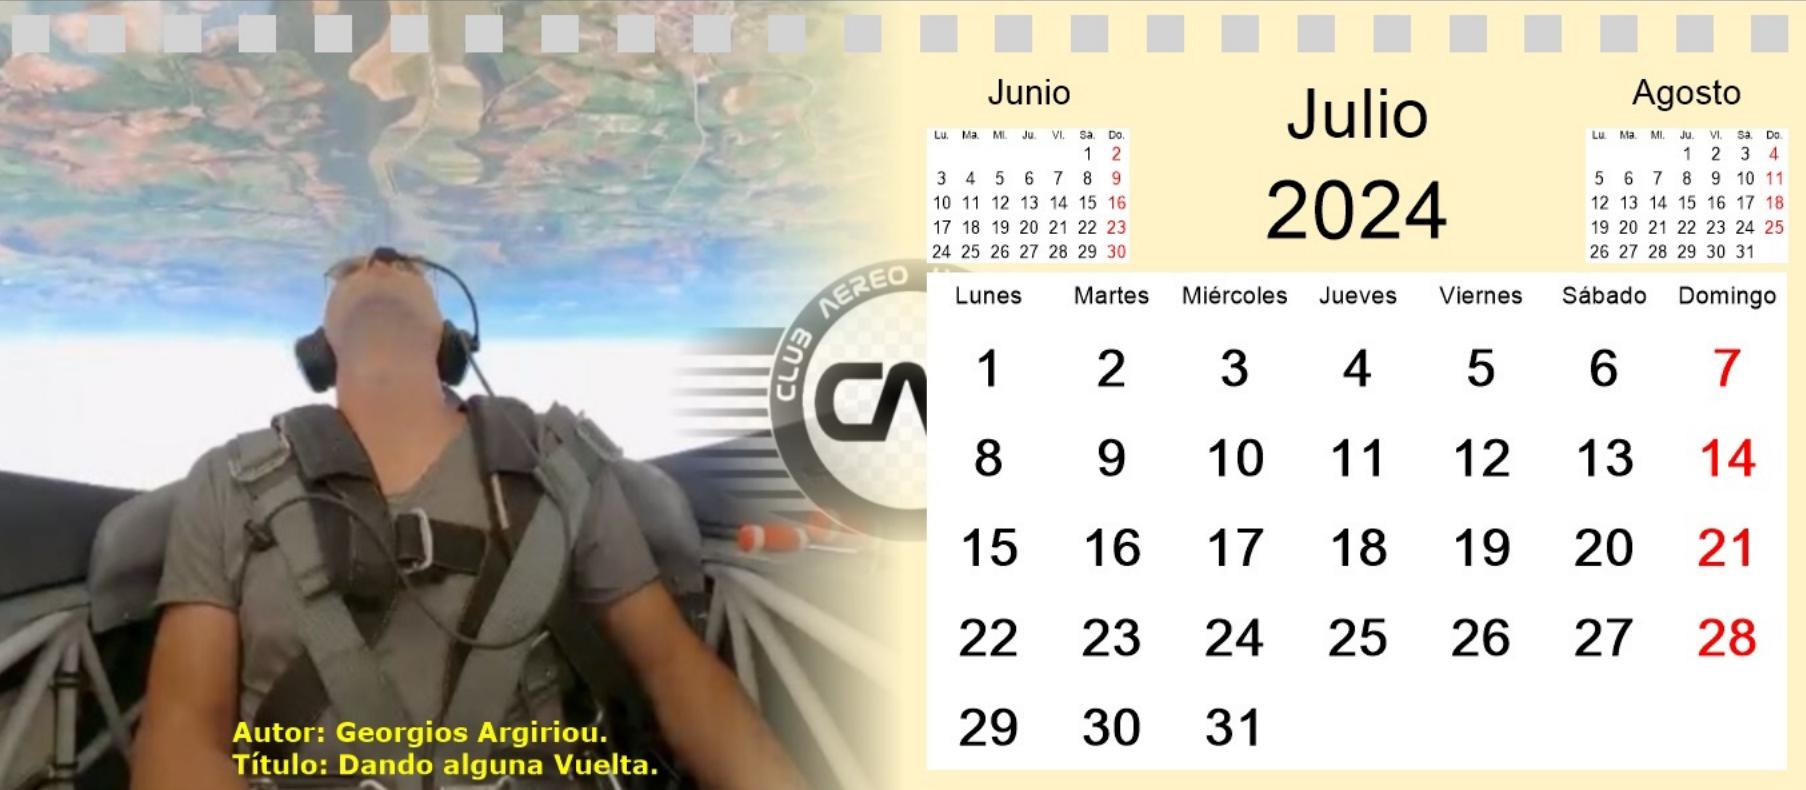 Junio
Lu. Ma. Mi. Ju. Vi. Sá. Do.
1 2
3 4 5 6 7 8 9
10 11 12 13 14 15 16
17 18 19 20 21 22 23
24 25 26 27 28 29 30
Julio
2024
Agosto
Lu. Ma. Mi. Ju. Vi. Sá. Do.
1 2 3 4
5 6 7 8 9 10 11
12 13 14 15 16 17 18
19 20 21 22 23 24 25
26 27 28 29 30 31
CLUB AEREO
CA
Lunes Martes Miércoles Jueves Viernes Sábado Domingo
1 2 3 4 5 6 7
8 9 10 11 12 13 14
15 16 17 18 19 20 21
22 23 24 25 26 27 28
29 30 31
Autor: Georgios Argiriou.
Título: Dando alguna Vuelta.